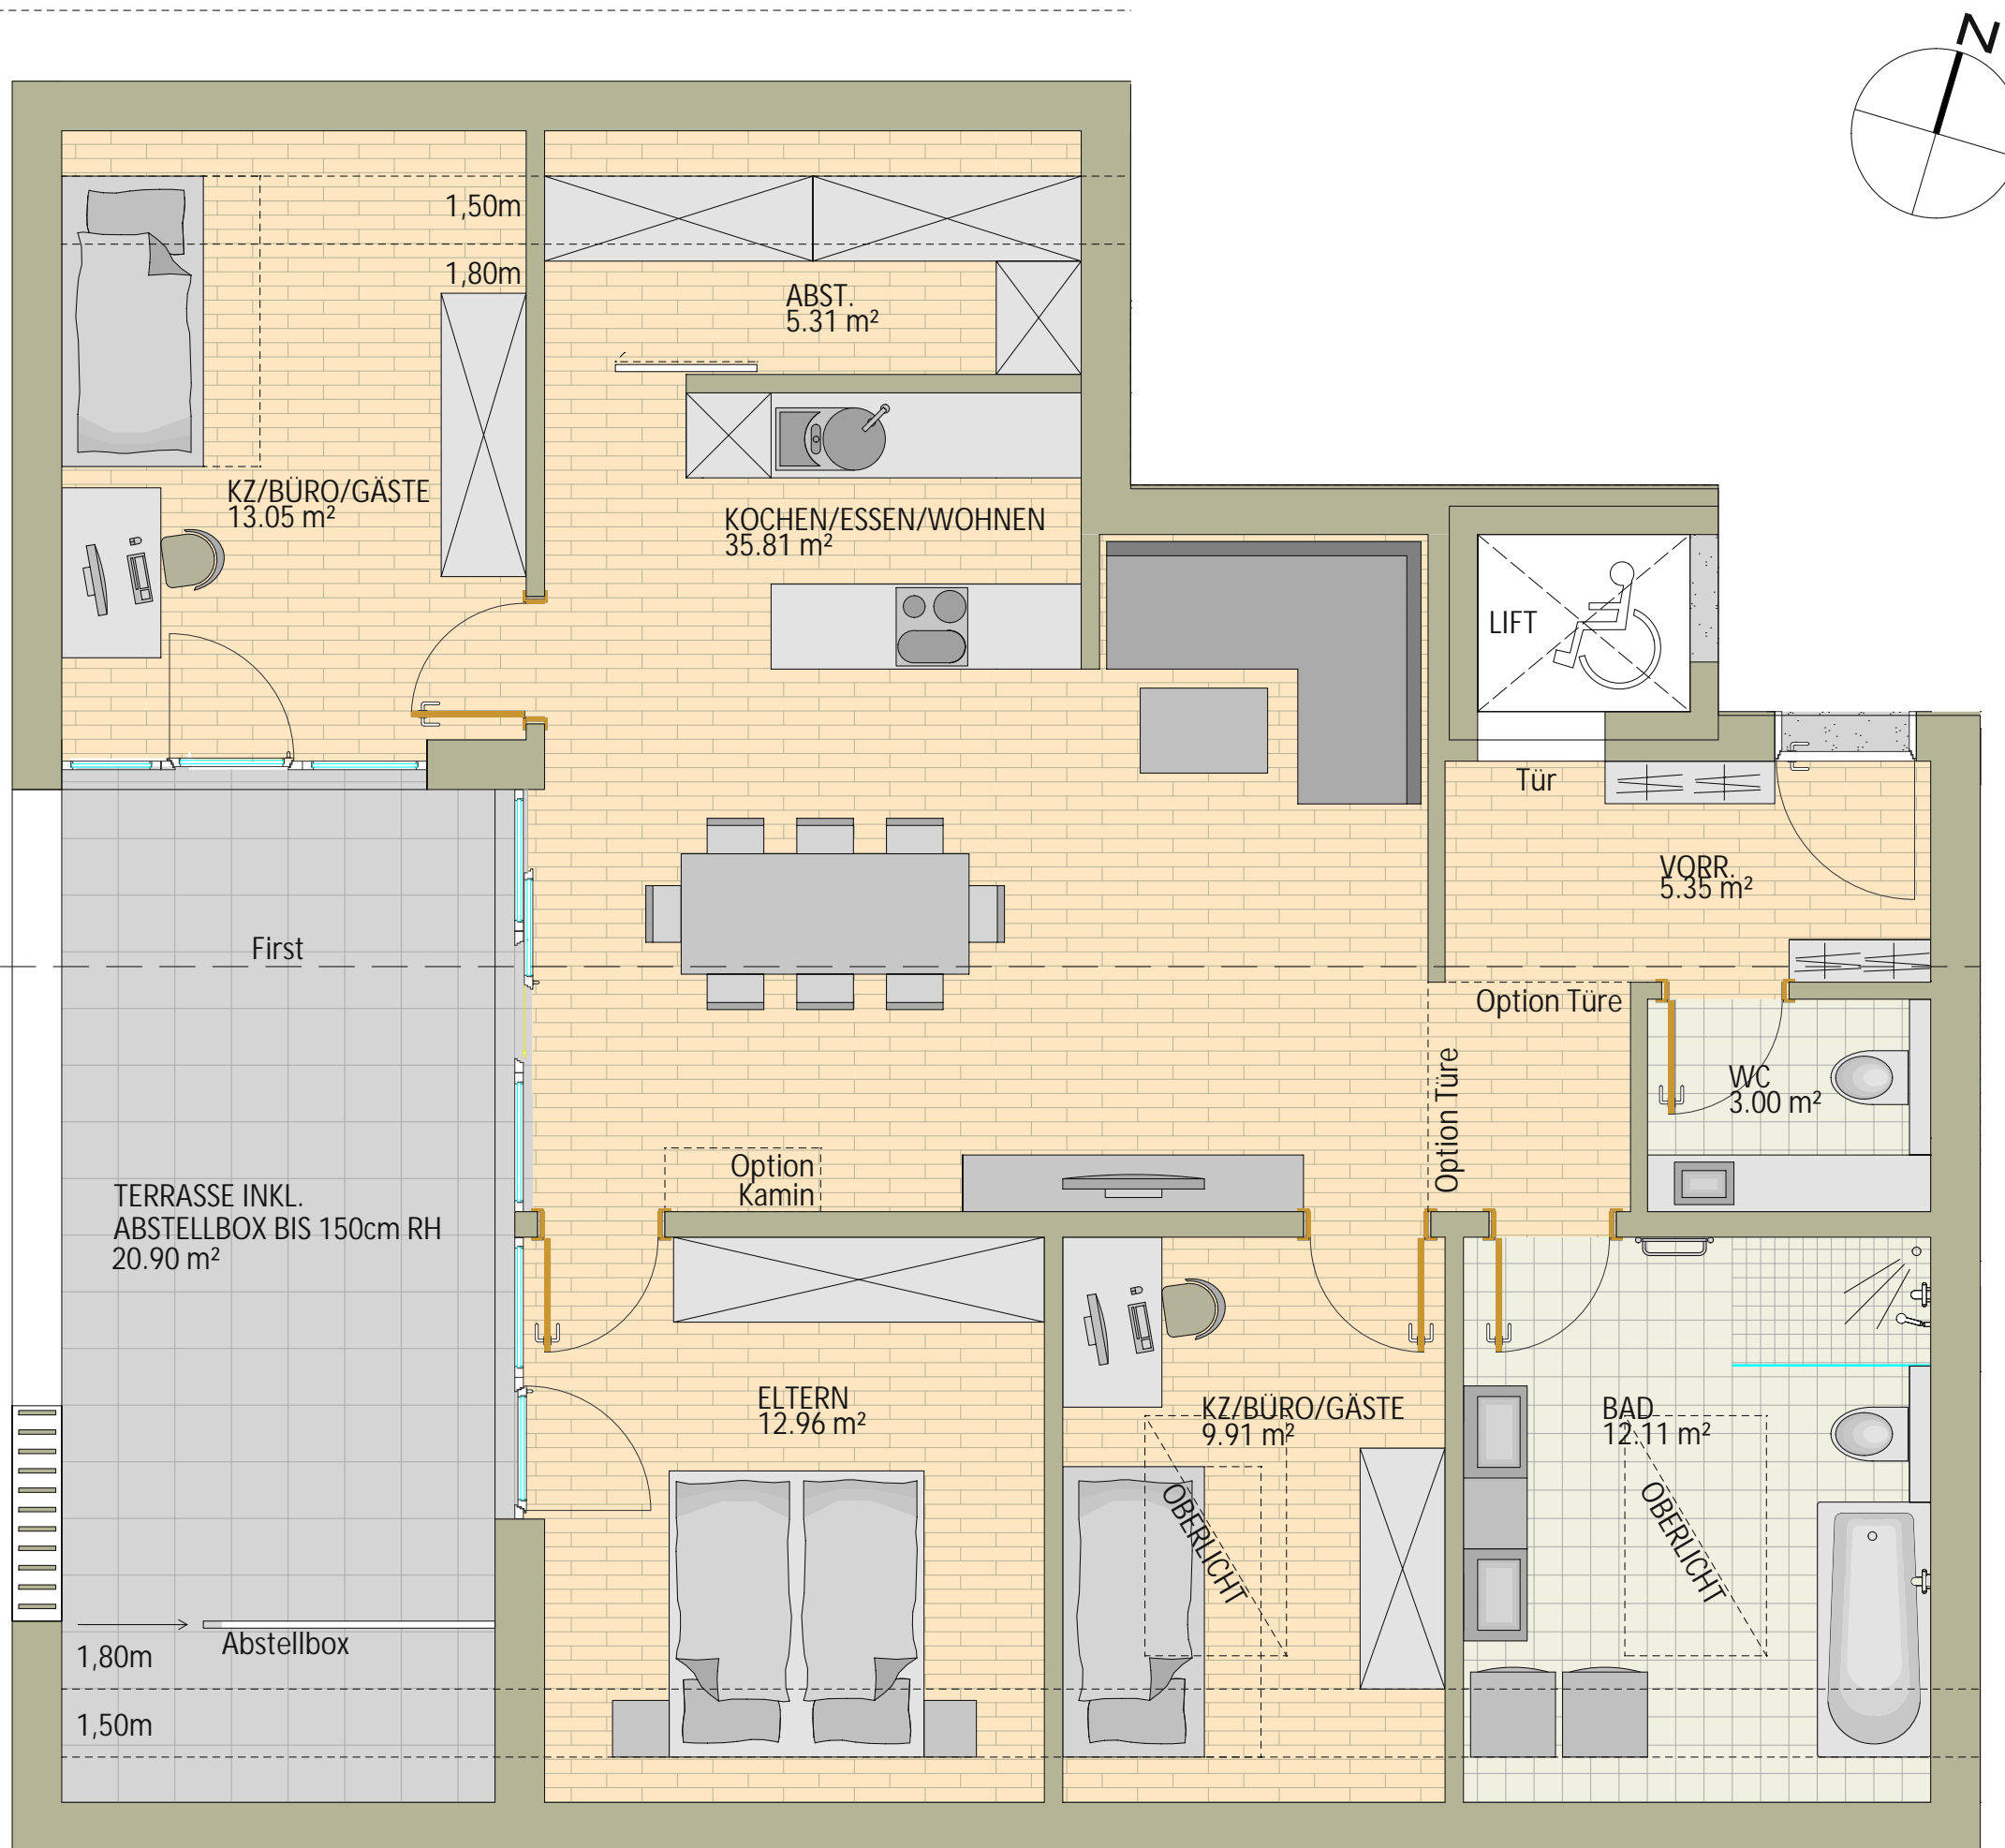 N
1,50m
1,80m
ABST.
5.31 m²
KZ/BÜRO/GÄSTE
13.05 m²
KOCHEN/ESSEN/WOHNEN
35.81 m²
LIFT
Tür
VORR.
5.35 m²
First
Option Türe
Option Türe
WC
3.00 m²
Option
Kamin
TERRASSE INKL.
ABSTELLBOX BIS 150cm RH
20.90 m²
ELTERN
12.96 m²
KZ/BÜRO/GÄSTE
9.91 m²
BAD
12.11 m²
OBERLICHT
OBERLICHT
Abstellbox
1,80m
1,50m